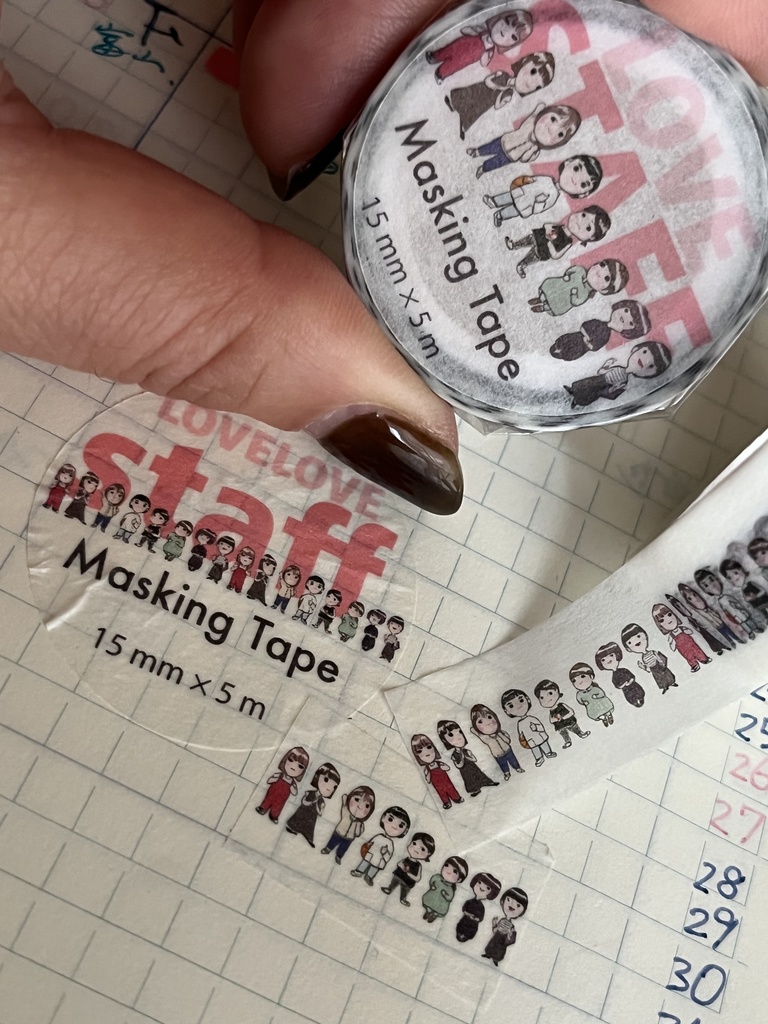 LOVE
STAFF
Masking Tape
15 mm × 5 m
LOVELOVE
staff
Masking Tape
15 mm × 5 m
25
26
27
28
29
30